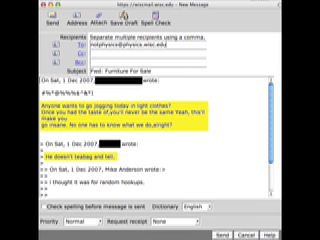 https://wiscmail.wisc.edu - New Message
Send Address Attach Save Draft Spell Check
Recipients Separate multiple recipients using a comma.
To: notphysics@physics.wisc.edu
Cc:
Bcc:
Subject Fwd: Furniture For Sale
On Sat, 1 Dec 2007, wrote:
Anyone wants to go jogging today in light clothes?
Once you had the taste of,you'll never be the same Yeah, this'll make you
go insane. No one has to know what we do,alright?
> On Sat, 1 Dec 2007, wrote:
>
> He doesn't teabag and tell.
>
>> On Sat, 1 Dec 2007, Mike Anderson wrote: >
>>
>> I thought it was for random hookups.
>>
Check spelling before message is sent Dictionary English
Priority Normal Request receipt None
Send Cancel Help